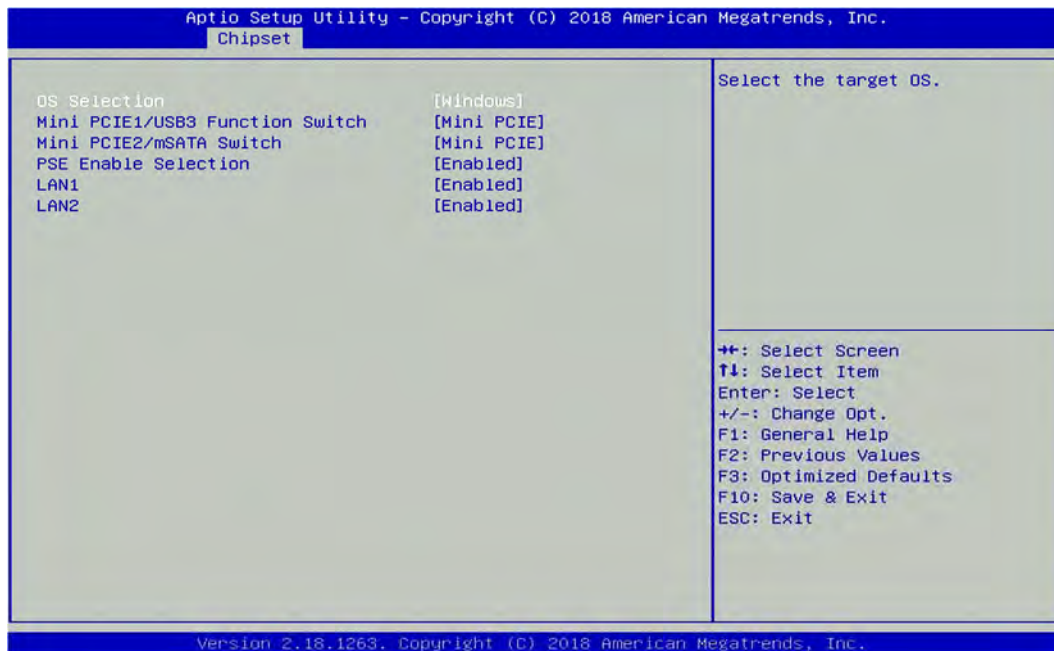 Aptio Setup Utility – Copyright (C) 2018 American Megatrends, Inc.
Chipset
OS Selection [Windows]
Mini PCIE1/USB3 Function Switch [Mini PCIE]
Mini PCIE2/mSATA Switch [Mini PCIE]
PSE Enable Selection [Enabled]
LAN1 [Enabled]
LAN2 [Enabled]
Select the target OS.
→←: Select Screen
↑↓: Select Item
Enter: Select
+/-: Change Opt.
F1: General Help
F2: Previous Values
F3: Optimized Defaults
F10: Save & Exit
ESC: Exit
Version 2.18.1263. Copyright (C) 2018 American Megatrends, Inc.